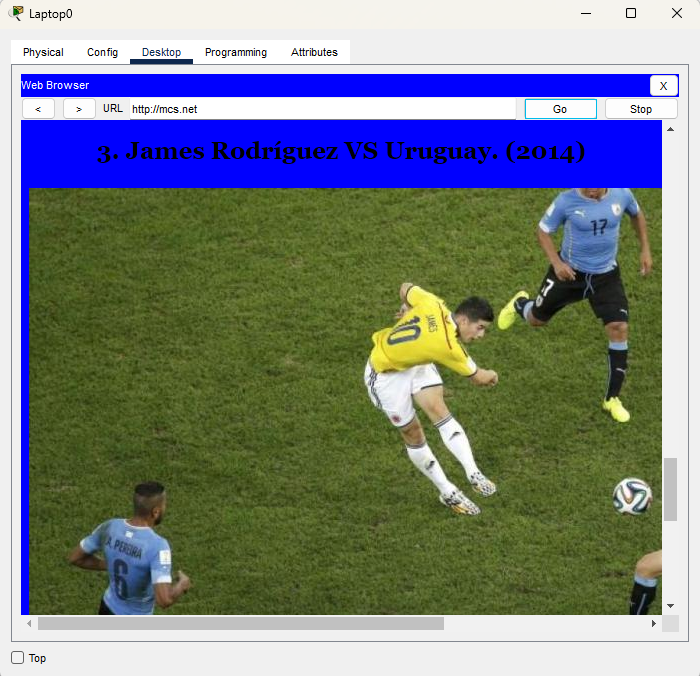 Laptop0
Physical Config Desktop Programming Attributes
Web Browser X
< > URL http://mcs.net Go Stop
3. James Rodríguez VS Uruguay. (2014)
17
7
JAMES
10
A. PEREIRA
6
Top